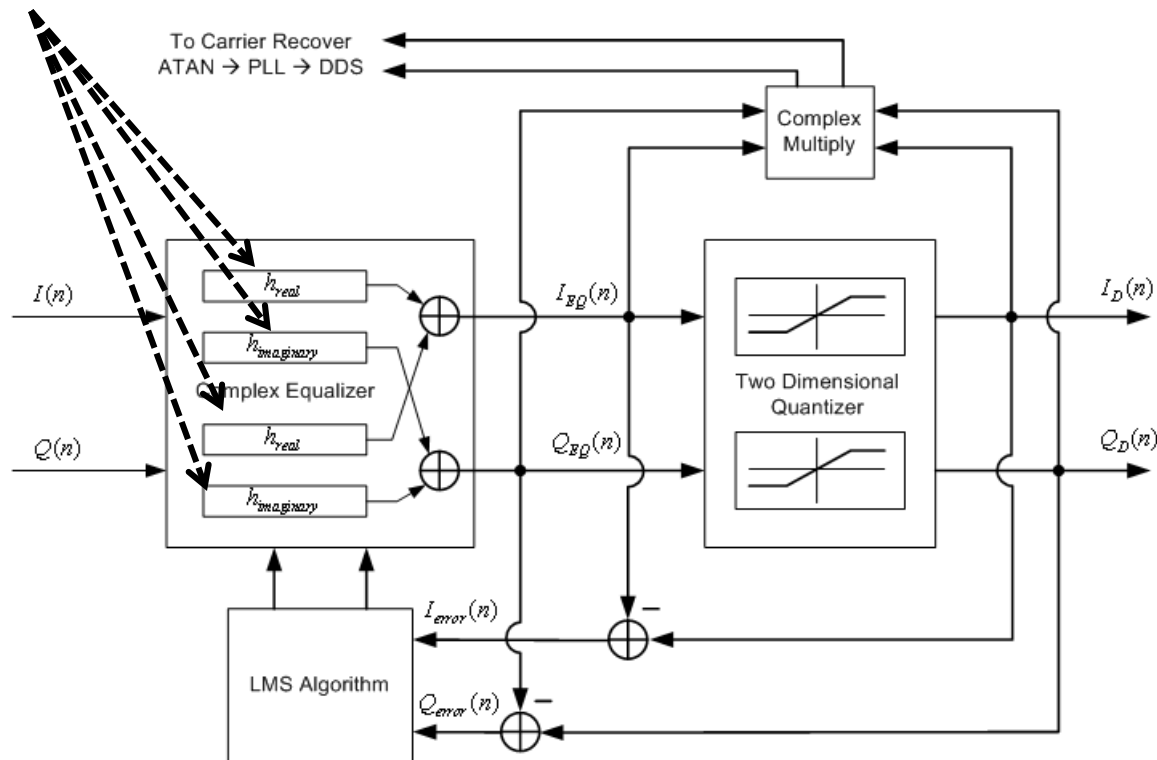 To Carrier Recover
ATAN → PLL → DDS
Complex
Multiply
I(n)
h_real
I_EQ(n)
I_D(n)
h_imaginary
Complex Equalizer
Two Dimensional
Quantizer
Q(n)
h_real
Q_EQ(n)
Q_D(n)
h_imaginary
I_error(n)
−
LMS Algorithm
Q_error(n)
−